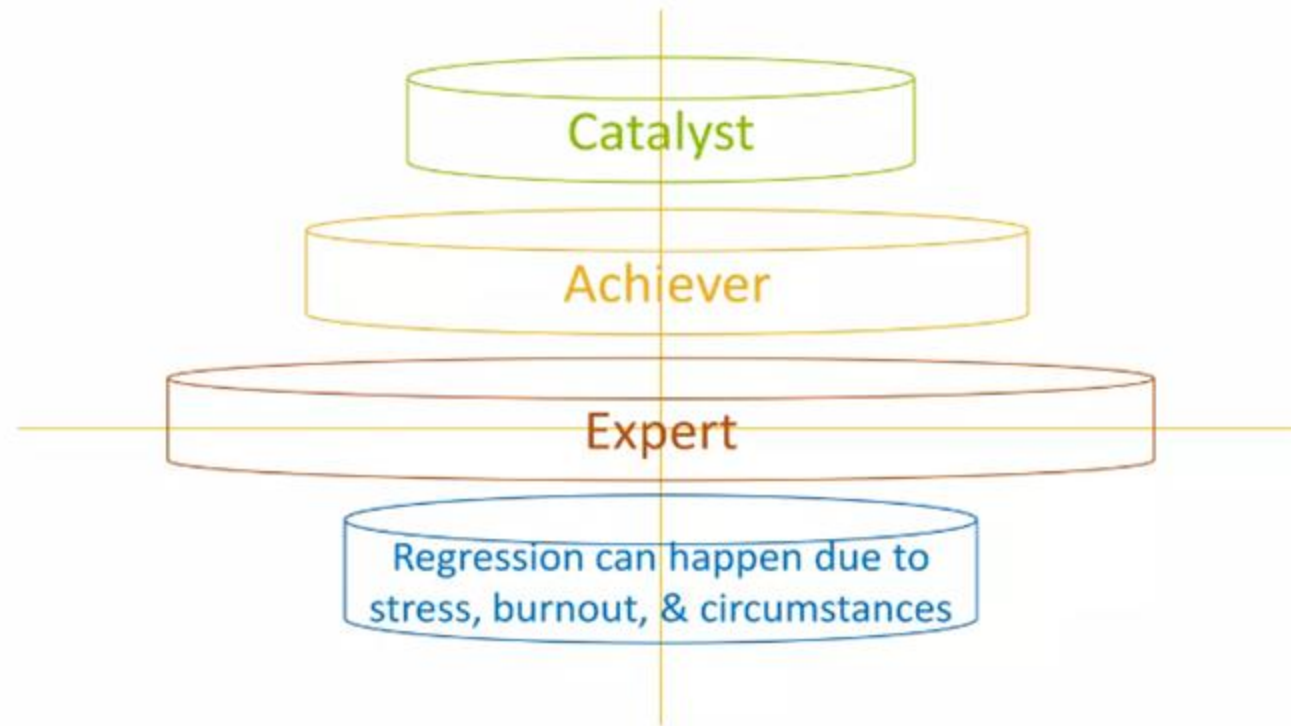 Catalyst
Achiever
Expert
Regression can happen due to
stress, burnout, & circumstances